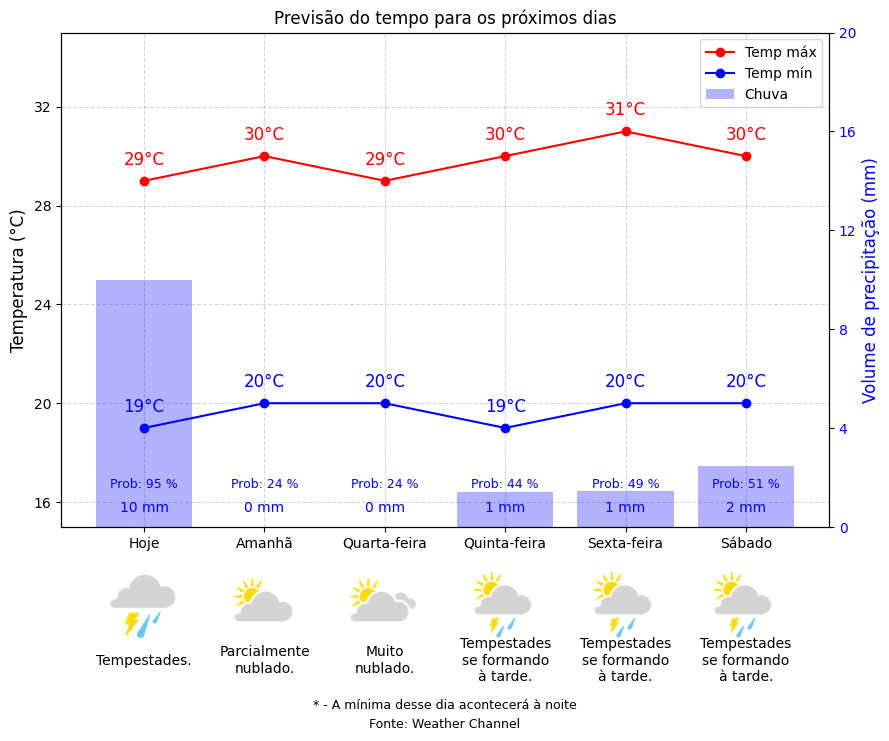 Previsão do tempo para os próximos dias
Temp máx
Temp mín
Chuva
Temperatura (°C)
32
28
24
20
16
Volume de precipitação (mm)
20
16
12
8
4
0
29°C
30°C
29°C
30°C
31°C
30°C
19°C
20°C
20°C
19°C
20°C
20°C
Prob: 95 %
Prob: 24 %
Prob: 24 %
Prob: 44 %
Prob: 49 %
Prob: 51 %
10 mm
0 mm
0 mm
1 mm
1 mm
2 mm
Hoje
Amanhã
Quarta-feira
Quinta-feira
Sexta-feira
Sábado
Tempestades.
Parcialmente
nublado.
Muito
nublado.
Tempestades
se formando
à tarde.
Tempestades
se formando
à tarde.
Tempestades
se formando
à tarde.
* - A mínima desse dia acontecerá à noite
Fonte: Weather Channel